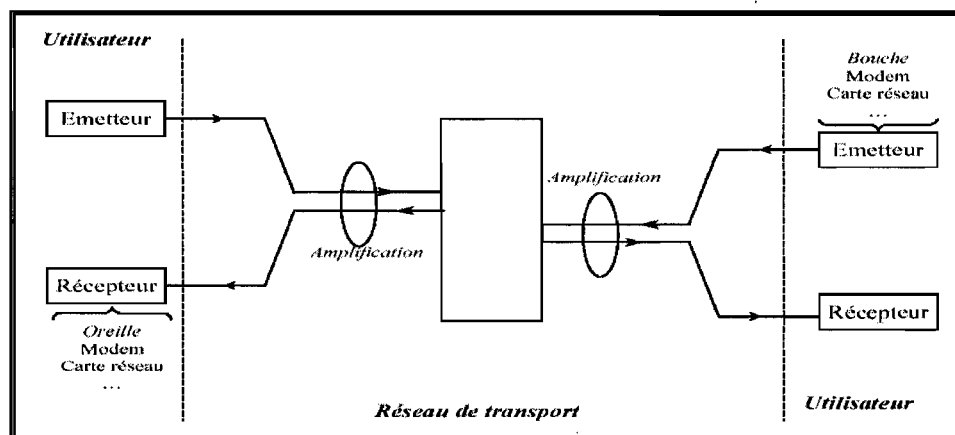 Utilisateur
Emetteur
Récepteur
Oreille
Modem
Carte réseau
...
Amplification
Amplification
Réseau de transport
Bouche
Modem
Carte réseau
...
Emetteur
Récepteur
Utilisateur